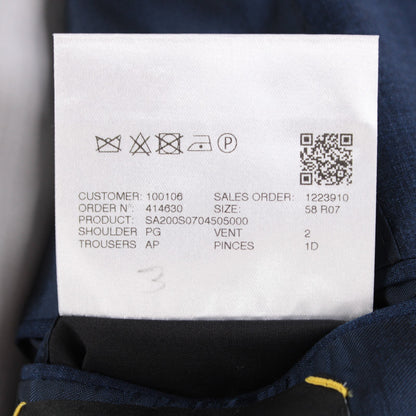 P
CUSTOMER: 100106 SALES ORDER: 1223910
ORDER N°: 414630 SIZE: 58 R07
PRODUCT: SA200S0704505000
SHOULDER PG VENT 2
TROUSERS AP PINCES 1D
3